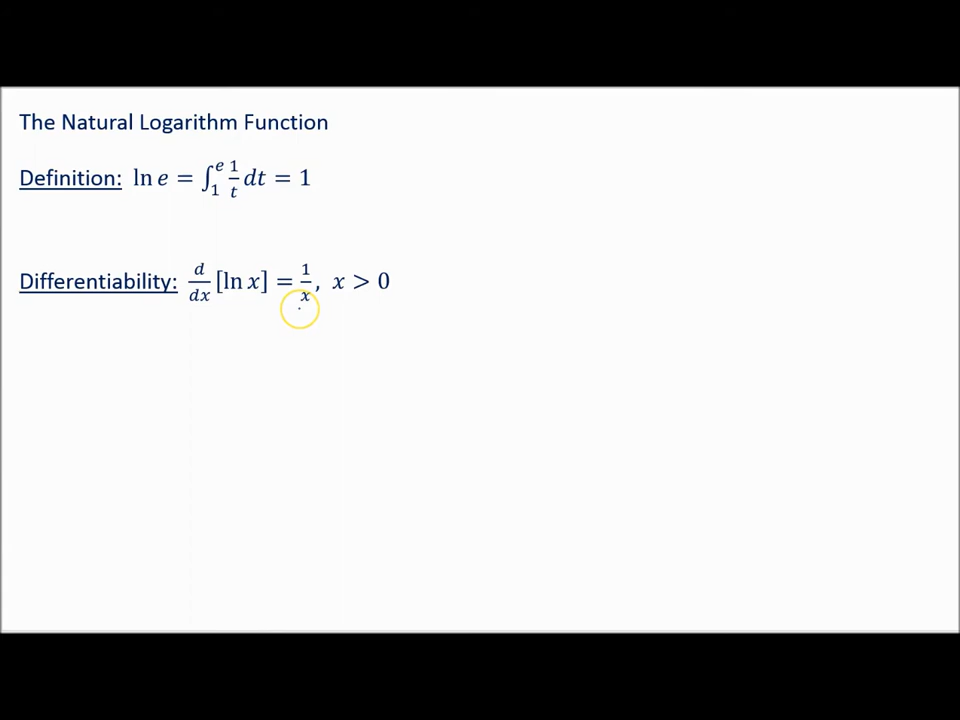 The Natural Logarithm Function
Definition: ln e = ∫₁ᵉ 1/t dt = 1
Differentiability: d/dx [ln x] = 1/x, x > 0